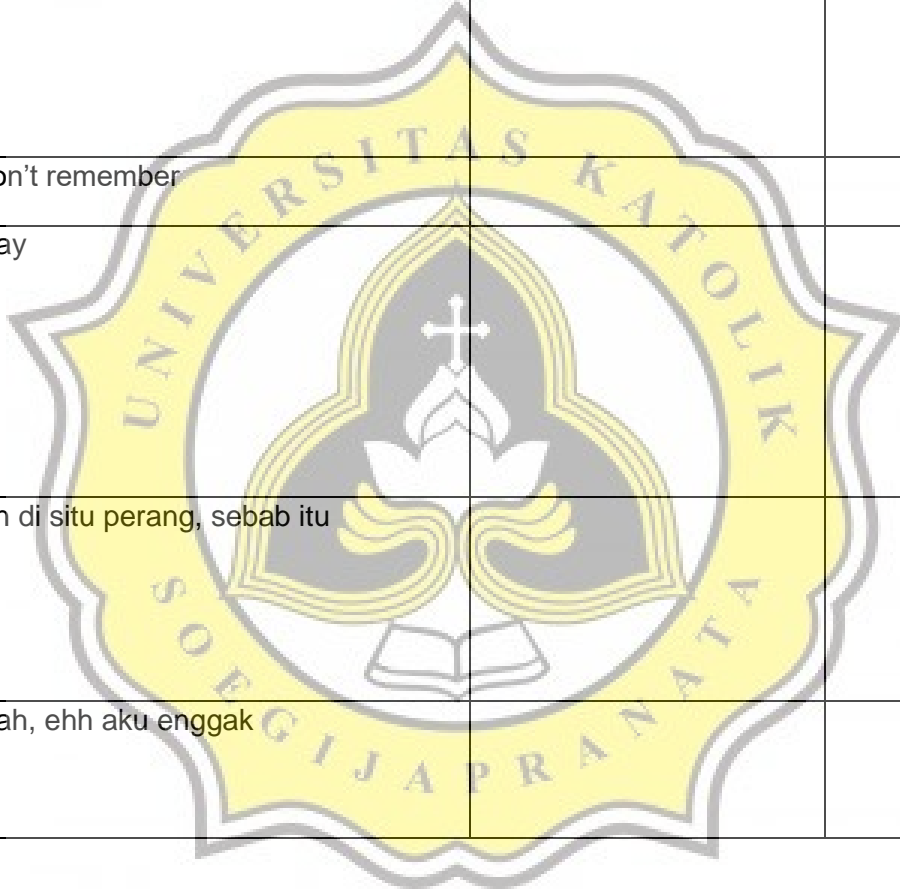 UNIVERSITAS KATOLIK
on't remember
ay
n di situ perang, sebab itu
ah, ehh aku enggak
SOEGIJAPRANATA